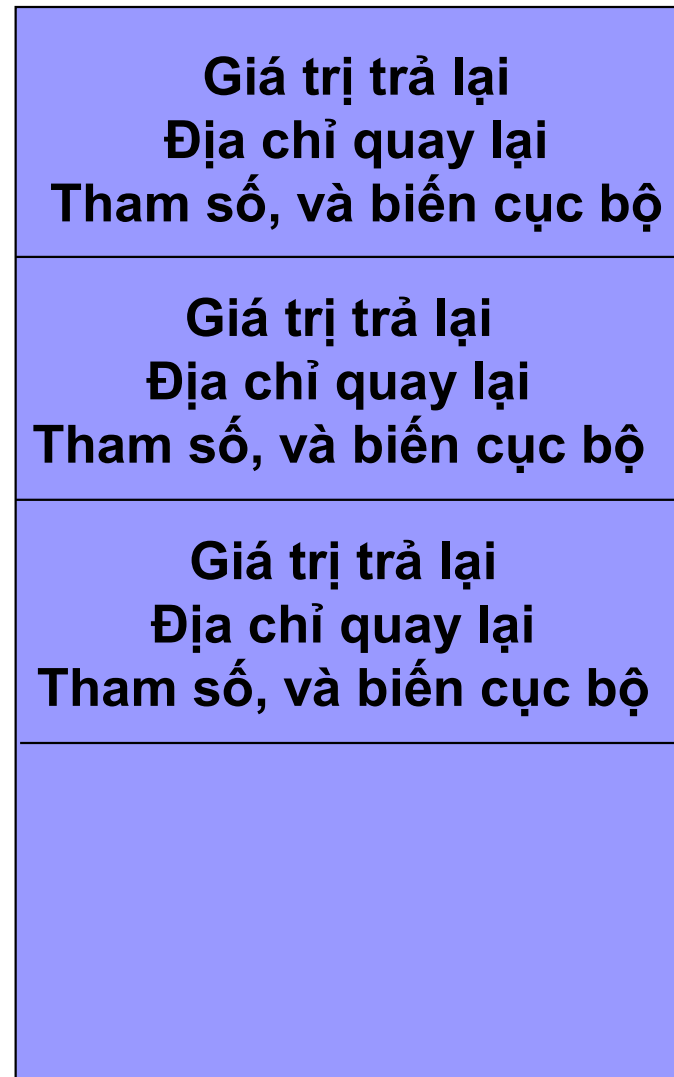 Giá trị trả lại
Địa chỉ quay lại
Tham số, và biến cục bộ
Giá trị trả lại
Địa chỉ quay lại
Tham số, và biến cục bộ
Giá trị trả lại
Địa chỉ quay lại
Tham số, và biến cục bộ